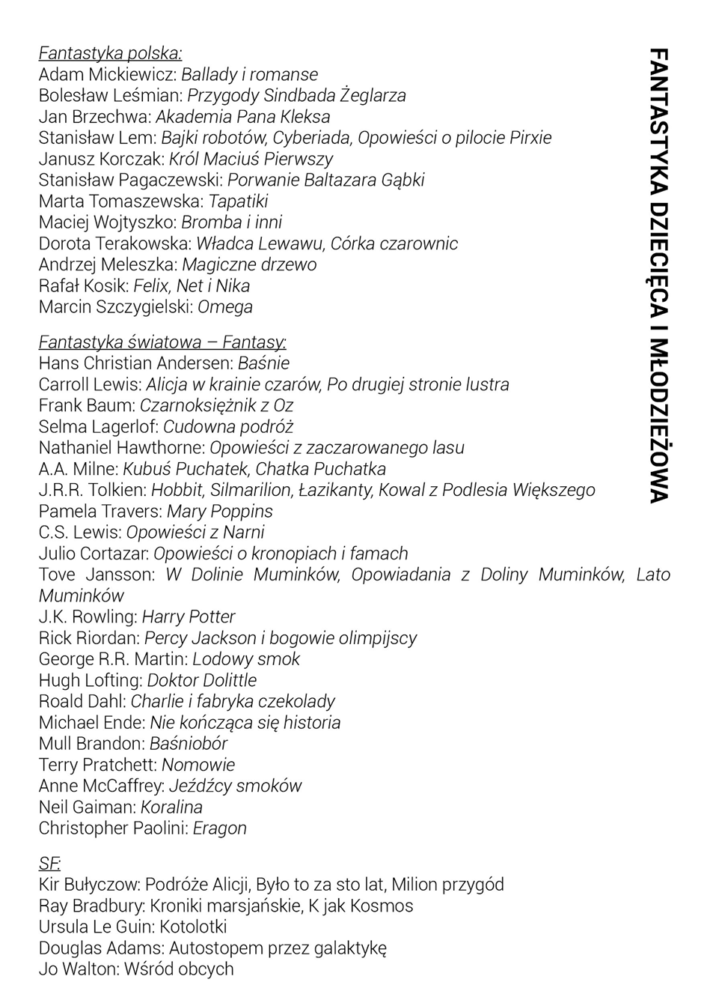 FANTASTYKA DZIECIĘCA I MŁODZIEŻOWA
Fantastyka polska:
Adam Mickiewicz: Ballady i romanse
Bolesław Leśmian: Przygody Sindbada Żeglarza
Jan Brzechwa: Akademia Pana Kleksa
Stanisław Lem: Bajki robotów, Cyberiada, Opowieści o pilocie Pirxie
Janusz Korczak: Król Maciuś Pierwszy
Stanisław Pagaczewski: Porwanie Baltazara Gąbki
Marta Tomaszewska: Tapatiki
Maciej Wojtyszko: Bromba i inni
Dorota Terakowska: Władca Lewawu, Córka czarownic
Andrzej Meleszka: Magiczne drzewo
Rafał Kosik: Felix, Net i Nika
Marcin Szczygielski: Omega
Fantastyka światowa – Fantasy:
Hans Christian Andersen: Baśnie
Carroll Lewis: Alicja w krainie czarów, Po drugiej stronie lustra
Frank Baum: Czarnoksiężnik z Oz
Selma Lagerlof: Cudowna podróż
Nathaniel Hawthorne: Opowieści z zaczarowanego lasu
A.A. Milne: Kubuś Puchatek, Chatka Puchatka
J.R.R. Tolkien: Hobbit, Silmarilion, Łazikanty, Kowal z Podlesia Większego
Pamela Travers: Mary Poppins
C.S. Lewis: Opowieści z Narni
Julio Cortazar: Opowieści o kronopiach i famach
Tove Jansson: W Dolinie Muminków, Opowiadania z Doliny Muminków, Lato
Muminków
J.K. Rowling: Harry Potter
Rick Riordan: Percy Jackson i bogowie olimpijscy
George R.R. Martin: Lodowy smok
Hugh Lofting: Doktor Dolittle
Roald Dahl: Charlie i fabryka czekolady
Michael Ende: Nie kończąca się historia
Mull Brandon: Baśniobór
Terry Pratchett: Nomowie
Anne McCaffrey: Jeźdźcy smoków
Neil Gaiman: Koralina
Christopher Paolini: Eragon
SF:
Kir Bułyczow: Podróże Alicji, Było to za sto lat, Milion przygód
Ray Bradbury: Kroniki marsjańskie, K jak Kosmos
Ursula Le Guin: Kotolotki
Douglas Adams: Autostopem przez galaktykę
Jo Walton: Wśród obcych